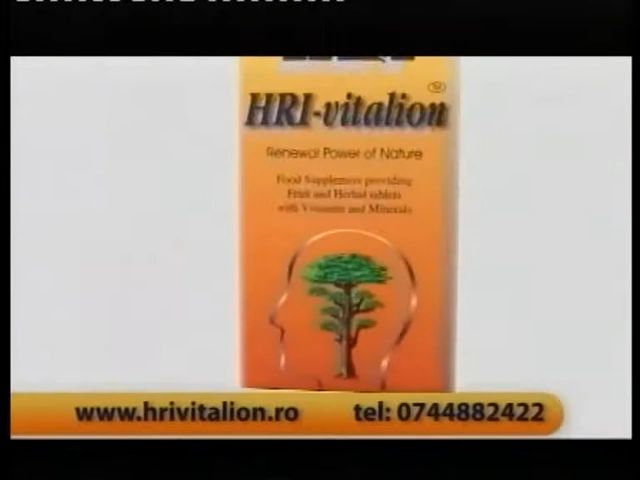 HRI-vitalion
Renewal Power of Nature
Food Supplement providing
Fruit and Herbal tablets
with Vitamins and Minerals
www.hrivitalion.ro tel: 0744882422